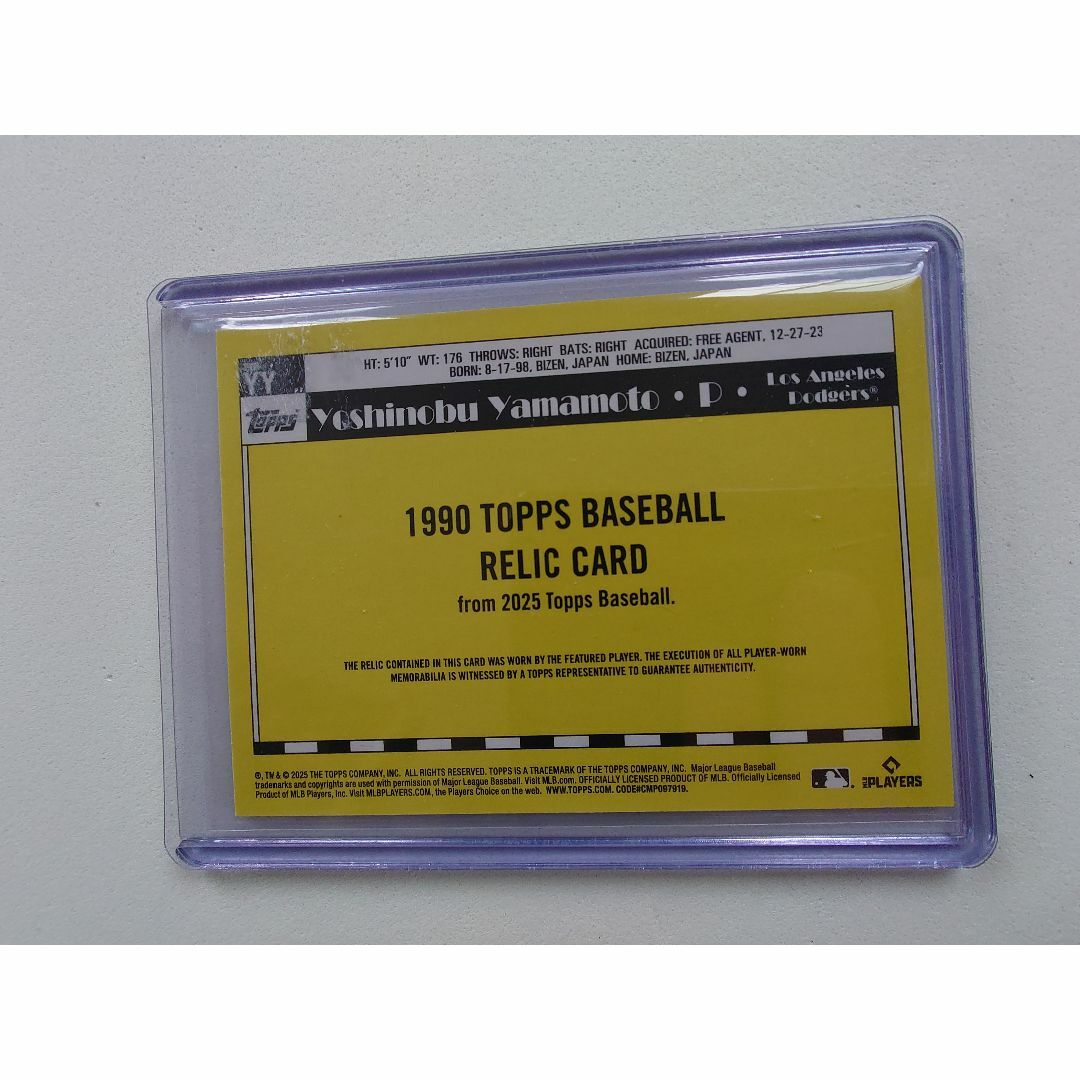 HT: 5'10" WT: 176 THROWS: RIGHT BATS: RIGHT ACQUIRED: FREE AGENT, 12-27-23
BORN: 8-17-98, BIZEN, JAPAN HOME: BIZEN, JAPAN
YY
Topps
Yoshinobu Yamamoto • P •
Los Angeles
Dodgers®
1990 TOPPS BASEBALL
RELIC CARD
from 2025 Topps Baseball.
THE RELIC CONTAINED IN THIS CARD WAS WORN BY THE FEATURED PLAYER. THE EXECUTION OF ALL PLAYER-WORN
MEMORABILIA IS WITNESSED BY A TOPPS REPRESENTATIVE TO GUARANTEE AUTHENTICITY.
®, TM & © 2025 THE TOPPS COMPANY, INC. ALL RIGHTS RESERVED. TOPPS IS A TRADEMARK OF THE TOPPS COMPANY, INC. Major League Baseball
trademarks and copyrights are used with permission of Major League Baseball. Visit MLB.com. OFFICIALLY LICENSED PRODUCT OF MLB. Officially Licensed
Product of MLB Players, Inc. Visit MLBPLAYERS.COM, the Players Choice on the web. WWW.TOPPS.COM. CODE#CMP097919.
MLB PLAYERS